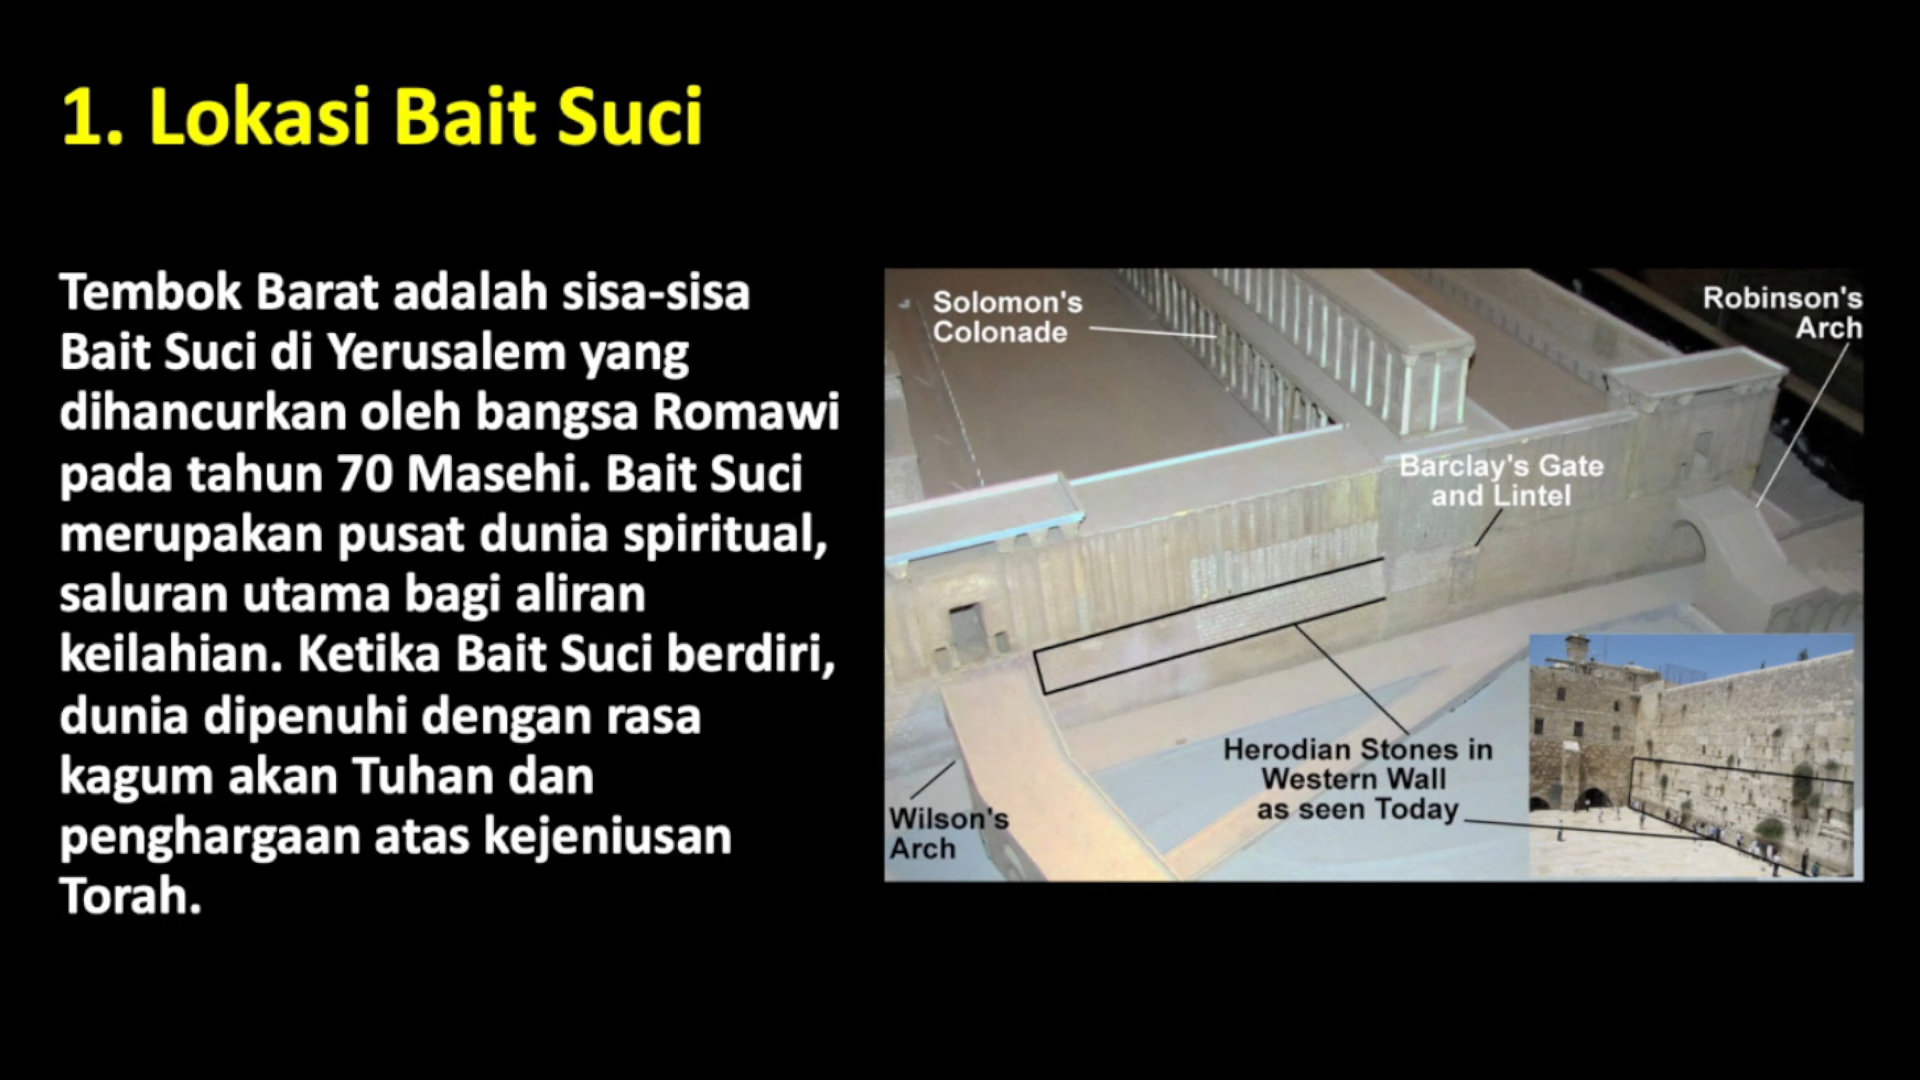 1. Lokasi Bait Suci
Tembok Barat adalah sisa-sisa
Bait Suci di Yerusalem yang
dihancurkan oleh bangsa Romawi
pada tahun 70 Masehi. Bait Suci
merupakan pusat dunia spiritual,
saluran utama bagi aliran
keilahian. Ketika Bait Suci berdiri,
dunia dipenuhi dengan rasa
kagum akan Tuhan dan
penghargaan atas kejeniusan
Torah.
Solomon's
Colonade
Robinson's
Arch
Barclay's Gate
and Lintel
Herodian Stones in
Western Wall
as seen Today
Wilson's
Arch